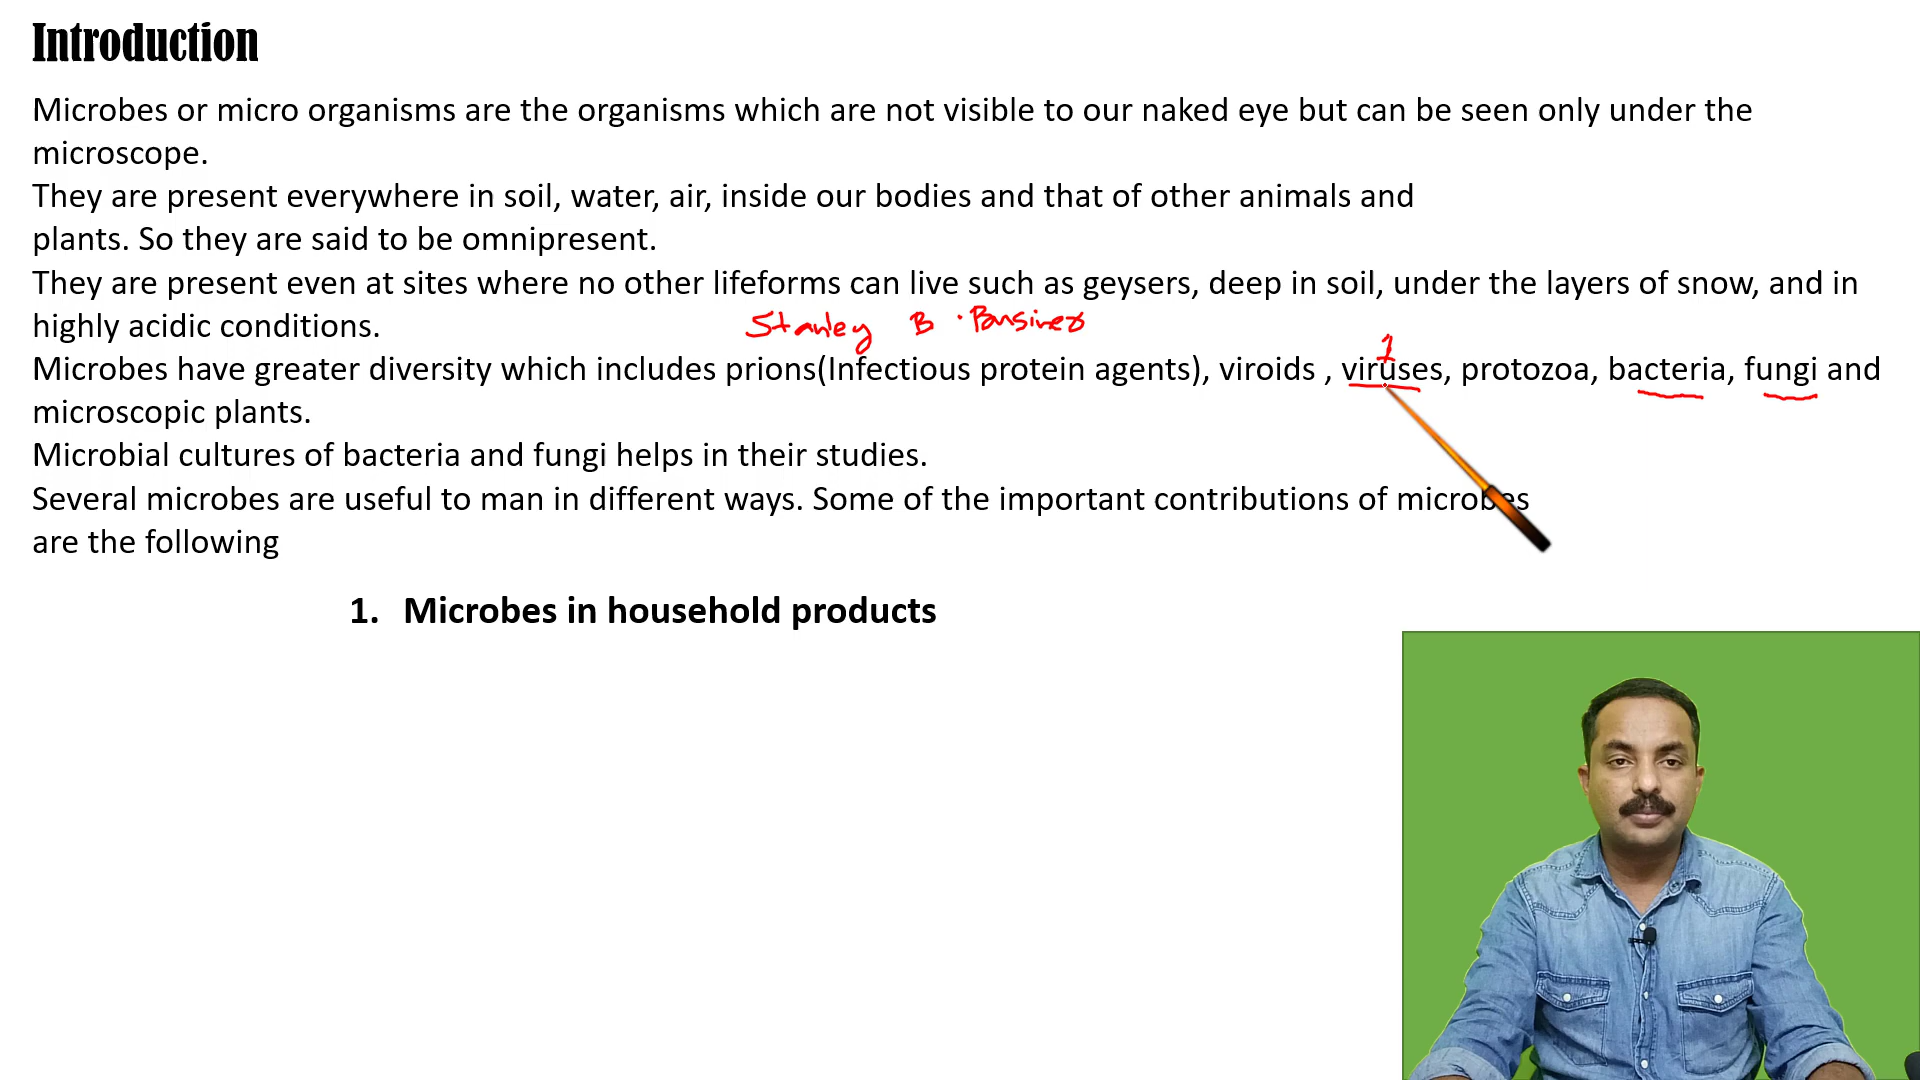 Introduction
Microbes or micro organisms are the organisms which are not visible to our naked eye but can be seen only under the
microscope.
They are present everywhere in soil, water, air, inside our bodies and that of other animals and
plants. So they are said to be omnipresent.
They are present even at sites where no other lifeforms can live such as geysers, deep in soil, under the layers of snow, and in
highly acidic conditions.
Stanley B.
1
Microbes have greater diversity which includes prions(Infectious protein agents), viroids , viruses, protozoa, bacteria, fungi and
microscopic plants.
Microbial cultures of bacteria and fungi helps in their studies.
Several microbes are useful to man in different ways. Some of the important contributions of microbes
are the following
1. Microbes in household products